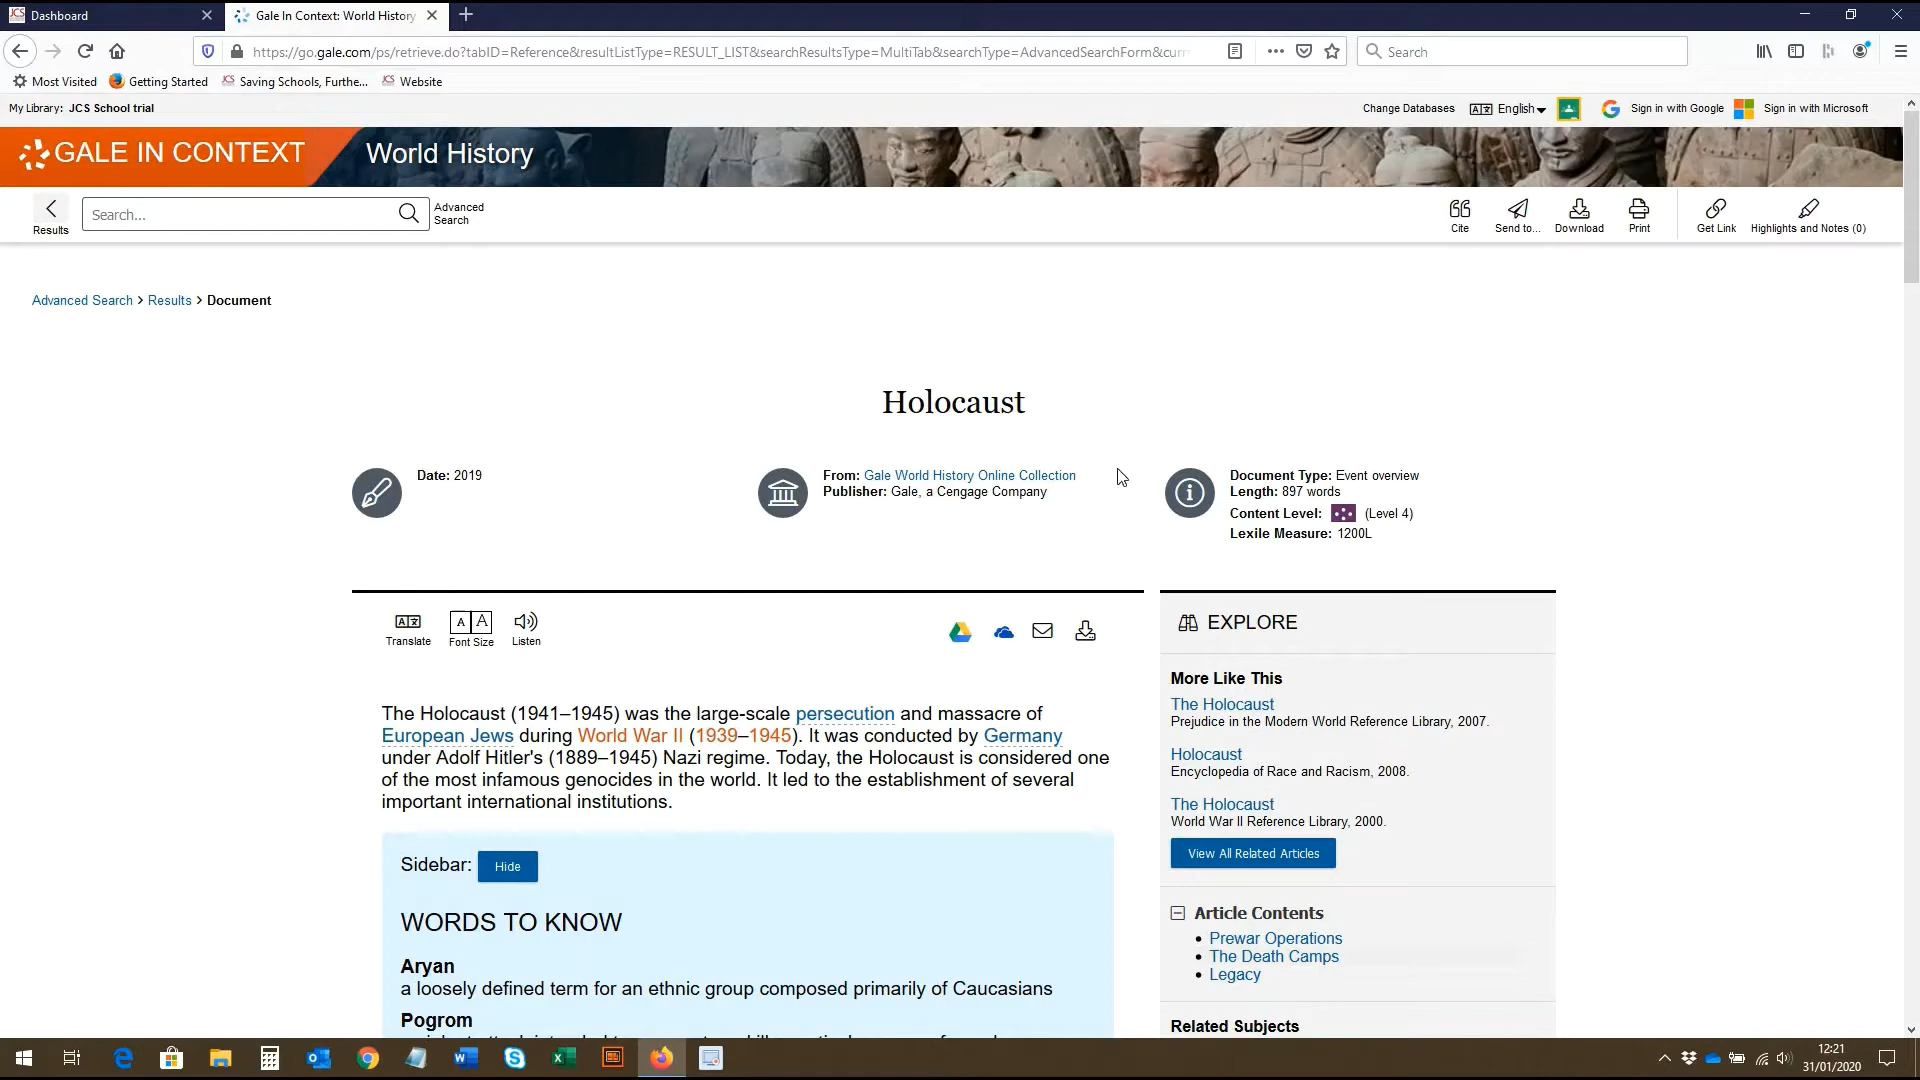 Dashboard
Gale In Context: World History
https://go.gale.com/ps/retrieve.do?tabID=Reference&resultListType=RESULT_LIST&searchResultsType=MultiTab&searchType=AdvancedSearchForm&curr
Search
Most Visited
Getting Started
Saving Schools, Furthe...
Website
My Library: JCS School trial
Change Databases
English
Sign in with Google
Sign in with Microsoft
GALE IN CONTEXT
World History
Results
Search...
Advanced
Search
Cite
Send to...
Download
Print
Get Link
Highlights and Notes (0)
Advanced Search > Results > Document
Holocaust
Date: 2019
From: Gale World History Online Collection
Publisher: Gale, a Cengage Company
Document Type: Event overview
Length: 897 words
Content Level: (Level 4)
Lexile Measure: 1200L
Translate
Font Size
Listen
The Holocaust (1941–1945) was the large-scale persecution and massacre of
European Jews during World War II (1939–1945). It was conducted by Germany
under Adolf Hitler's (1889–1945) Nazi regime. Today, the Holocaust is considered one
of the most infamous genocides in the world. It led to the establishment of several
important international institutions.
Sidebar: Hide
WORDS TO KNOW
Aryan
a loosely defined term for an ethnic group composed primarily of Caucasians
Pogrom
EXPLORE
More Like This
The Holocaust
Prejudice in the Modern World Reference Library, 2007.
Holocaust
Encyclopedia of Race and Racism, 2008.
The Holocaust
World War II Reference Library, 2000.
View All Related Articles
Article Contents
Prewar Operations
The Death Camps
Legacy
Related Subjects
12:21
31/01/2020